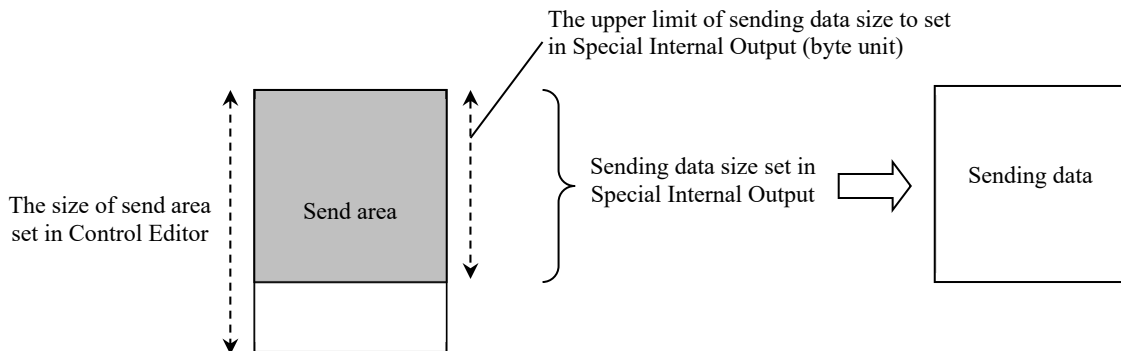 The upper limit of sending data size to set
in Special Internal Output (byte unit)
The size of send area
set in Control Editor
Send area
Sending data size set in
Special Internal Output
Sending data